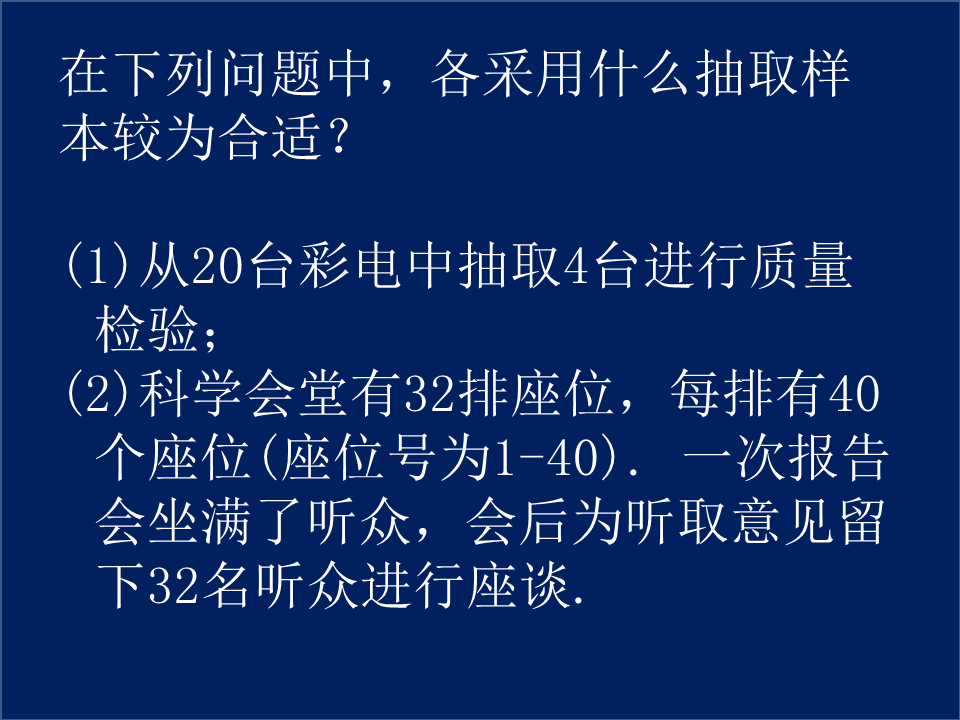 在下列问题中，各采用什么抽取样
本较为合适？
(1)从20台彩电中抽取4台进行质量
检验；
(2)科学会堂有32排座位，每排有40
个座位(座位号为1-40). 一次报告
会坐满了听众，会后为听取意见留
下32名听众进行座谈.